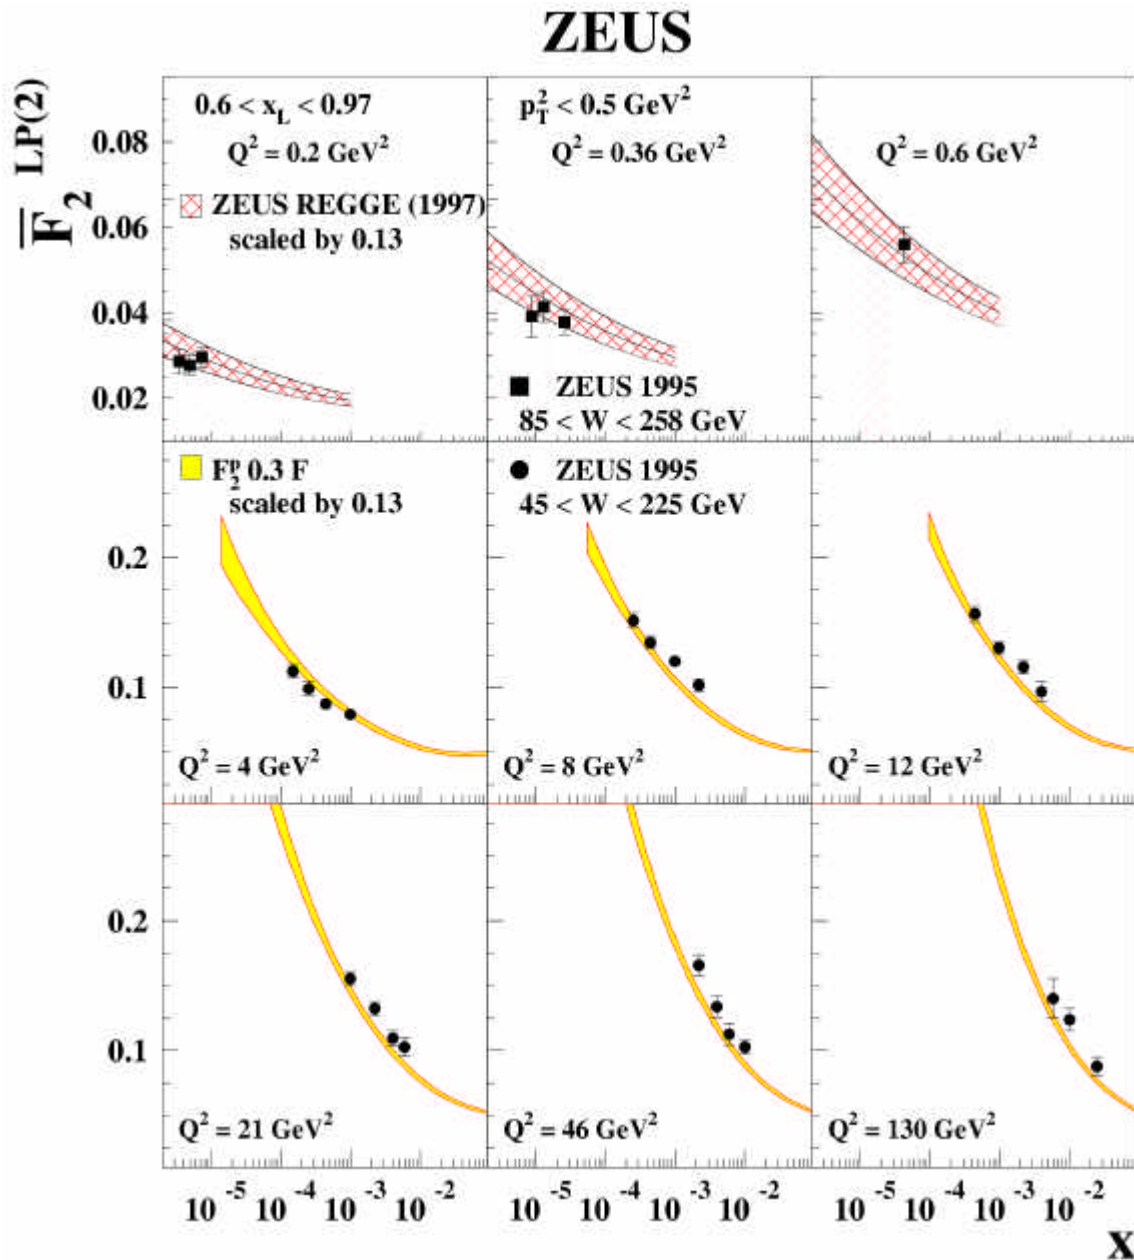 ZEUS
F̅₂ LP(2)
0.6 < x_L < 0.97
Q² = 0.2 GeV²
p_T² < 0.5 GeV²
Q² = 0.36 GeV²
Q² = 0.6 GeV²
ZEUS REGGE (1997)
scaled by 0.13
0.08
0.06
0.04
0.02
ZEUS 1995
85 < W < 258 GeV
F₂ᵖ 0.3 F
scaled by 0.13
ZEUS 1995
45 < W < 225 GeV
0.2
0.1
Q² = 4 GeV²
Q² = 8 GeV²
Q² = 12 GeV²
0.2
0.1
Q² = 21 GeV²
Q² = 46 GeV²
Q² = 130 GeV²
10⁻⁵ 10⁻⁴ 10⁻³ 10⁻²
10⁻⁵ 10⁻⁴ 10⁻³ 10⁻²
10⁻⁵ 10⁻⁴ 10⁻³ 10⁻²
x